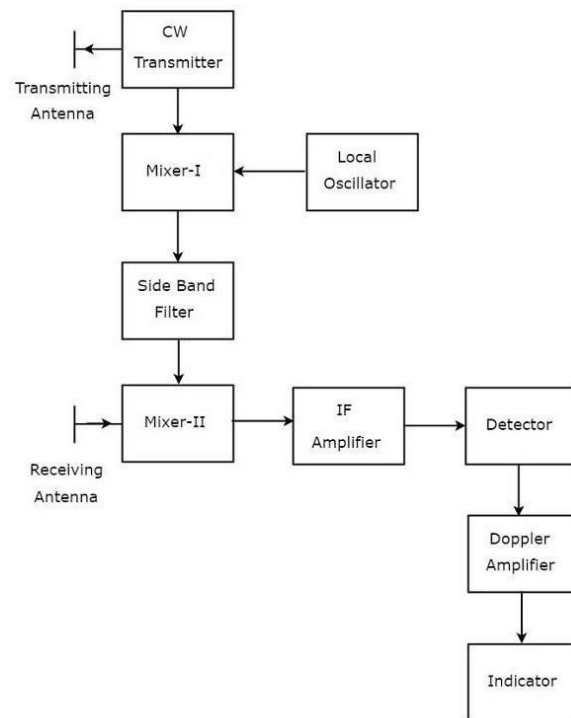 CW
Transmitter
Transmitting
Antenna
Mixer-I
Local
Oscillator
Side Band
Filter
Mixer-II
IF
Amplifier
Detector
Receiving
Antenna
Doppler
Amplifier
Indicator